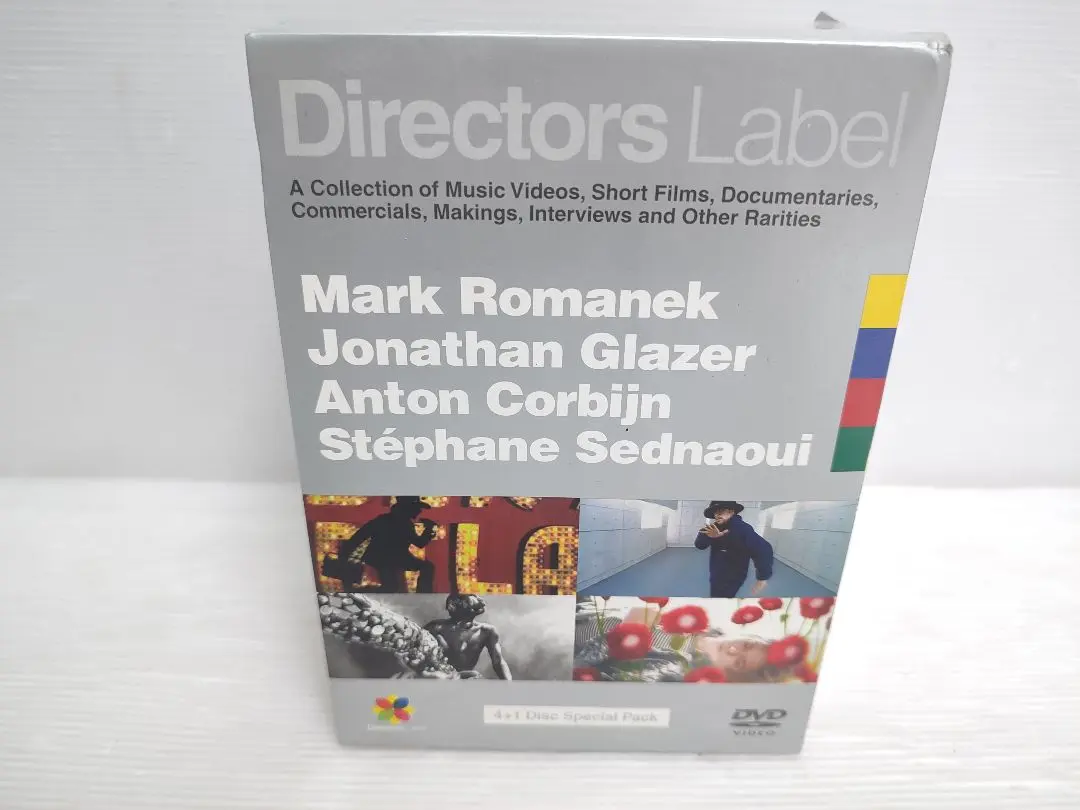 Directors Label
A Collection of Music Videos, Short Films, Documentaries,
Commercials, Makings, Interviews and Other Rarities
Mark Romanek
Jonathan Glazer
Anton Corbijn
Stéphane Sednaoui
4+1 Disc Special Pack
DVD
VIDEO